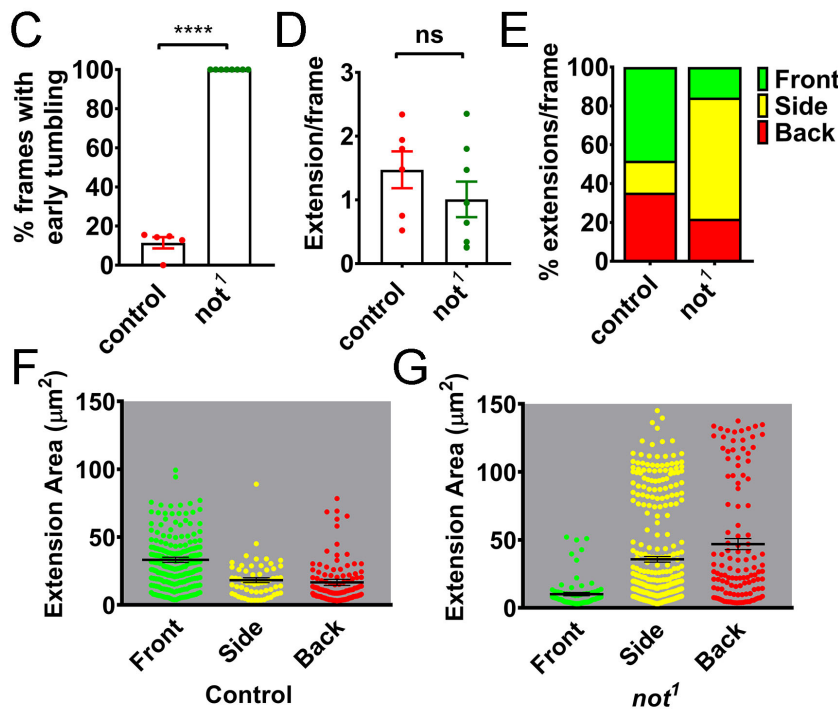 C
****
% frames with
early tumbling
100
80
60
40
20
0
control
not1
D
ns
Extension/frame
3
2
1
0
control
not1
E
% extensions/frame
100
80
60
40
20
0
control
not1
Front
Side
Back
F
Extension Area (μm2)
150
100
50
0
Front
Side
Back
Control
G
Extension Area (μm2)
150
100
50
0
Front
Side
Back
not1